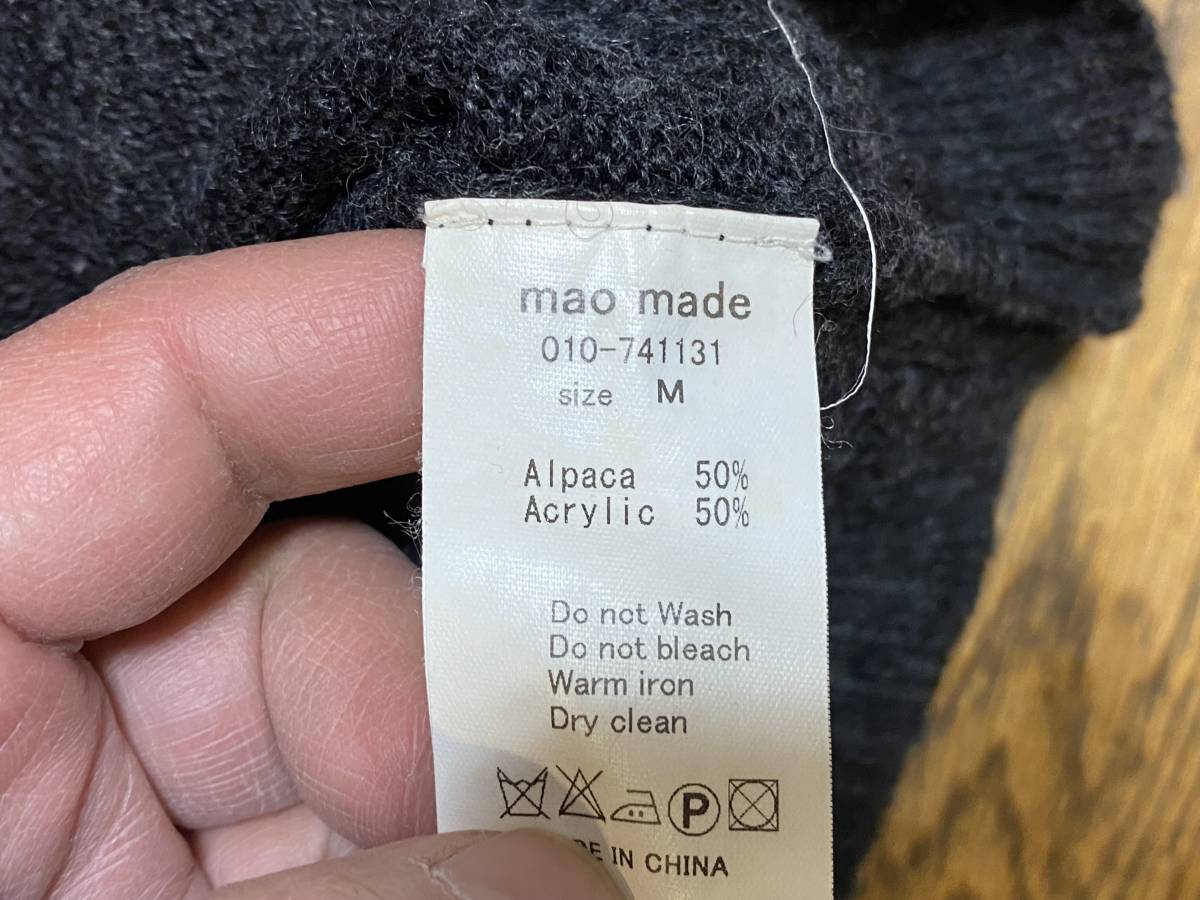 mao made
010-741131
size M
Alpaca 50%
Acrylic 50%
Do not Wash
Do not bleach
Warm iron
Dry clean
P
IN CHINA